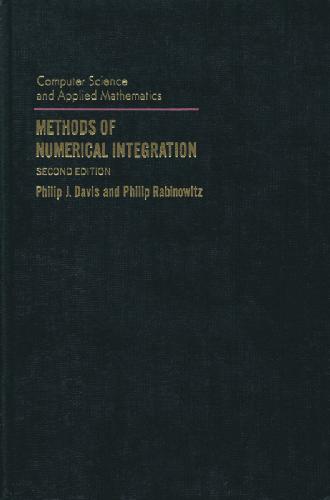 Computer Science
and Applied Mathematics
METHODS OF
NUMERICAL INTEGRATION
SECOND EDITION
Philip J. Davis and Philip Rabinowitz